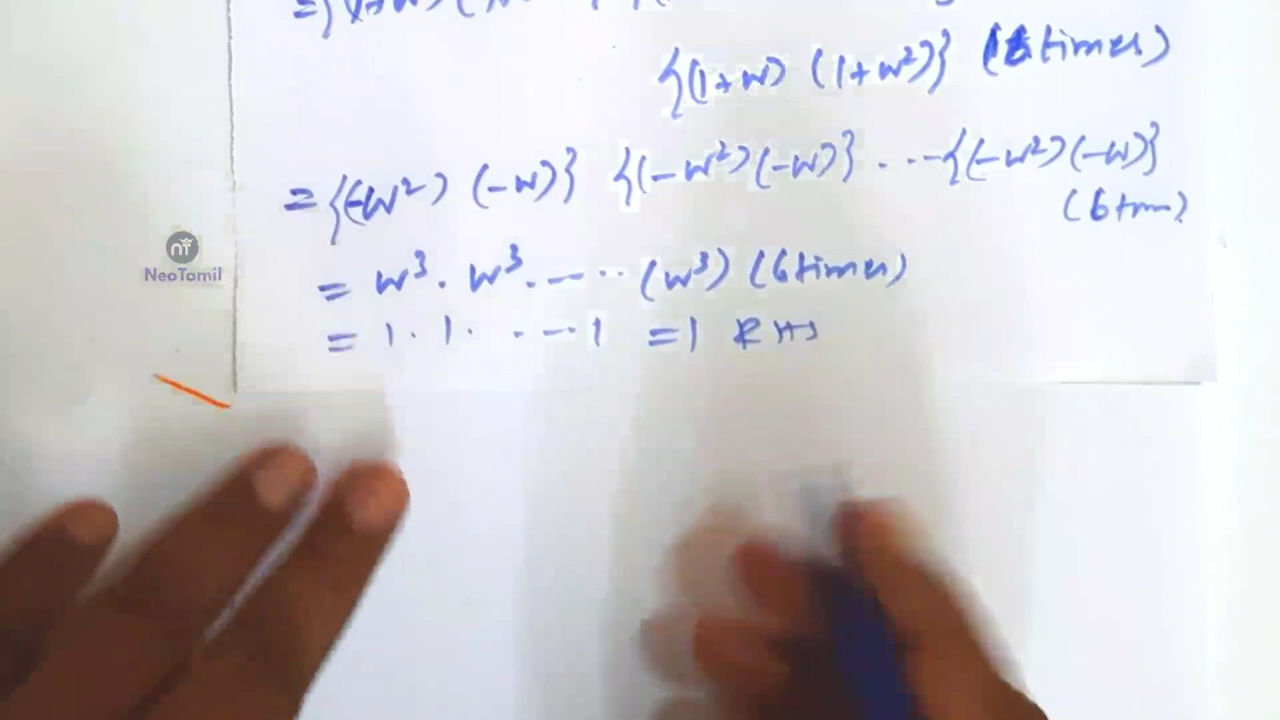 {(1+w) (1+w²)} (6 times)
= {(-w²) (-w)} {(-w²)(-w)} . ... {(-w²)(-w)}
(6 tm)
= w³ . w³ . — ·· (w³) (6 times)
= 1 . 1 . . — . 1 = 1 RHS
NeoTamil